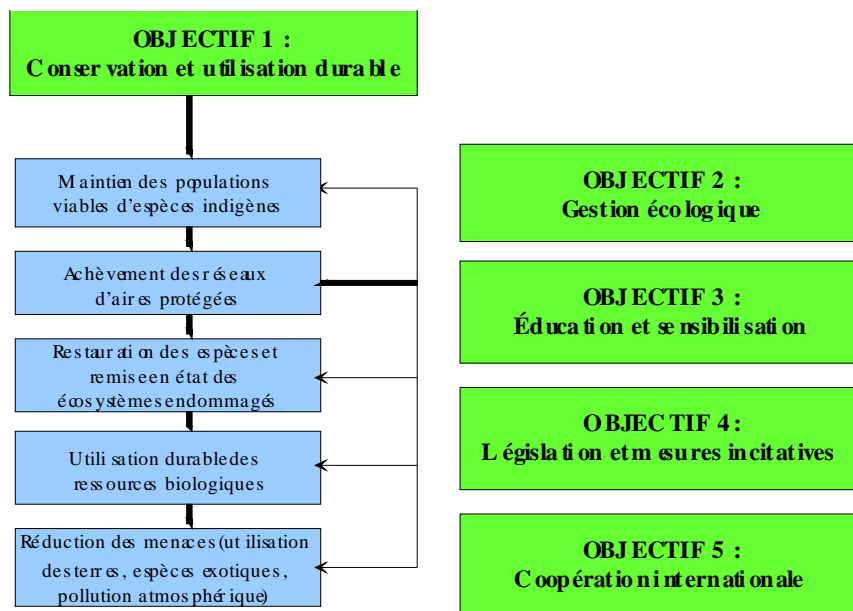 OBJECTIF 1 :
Conservation et utilisation durable
Maintien des populations
viables d'espèces indigènes
Achèvement des réseaux
d'aires protégées
Restauration des espèces et
remise en état des
écosystèmes endommagés
Utilisation durable des
ressources biologiques
Réduction des menaces (utilisation
des terres, espèces exotiques,
pollution atmosphérique)
OBJECTIF 2 :
Gestion écologique
OBJECTIF 3 :
Éducation et sensibilisation
OBJECTIF 4 :
Législation et mesures incitatives
OBJECTIF 5 :
Coopération internationale